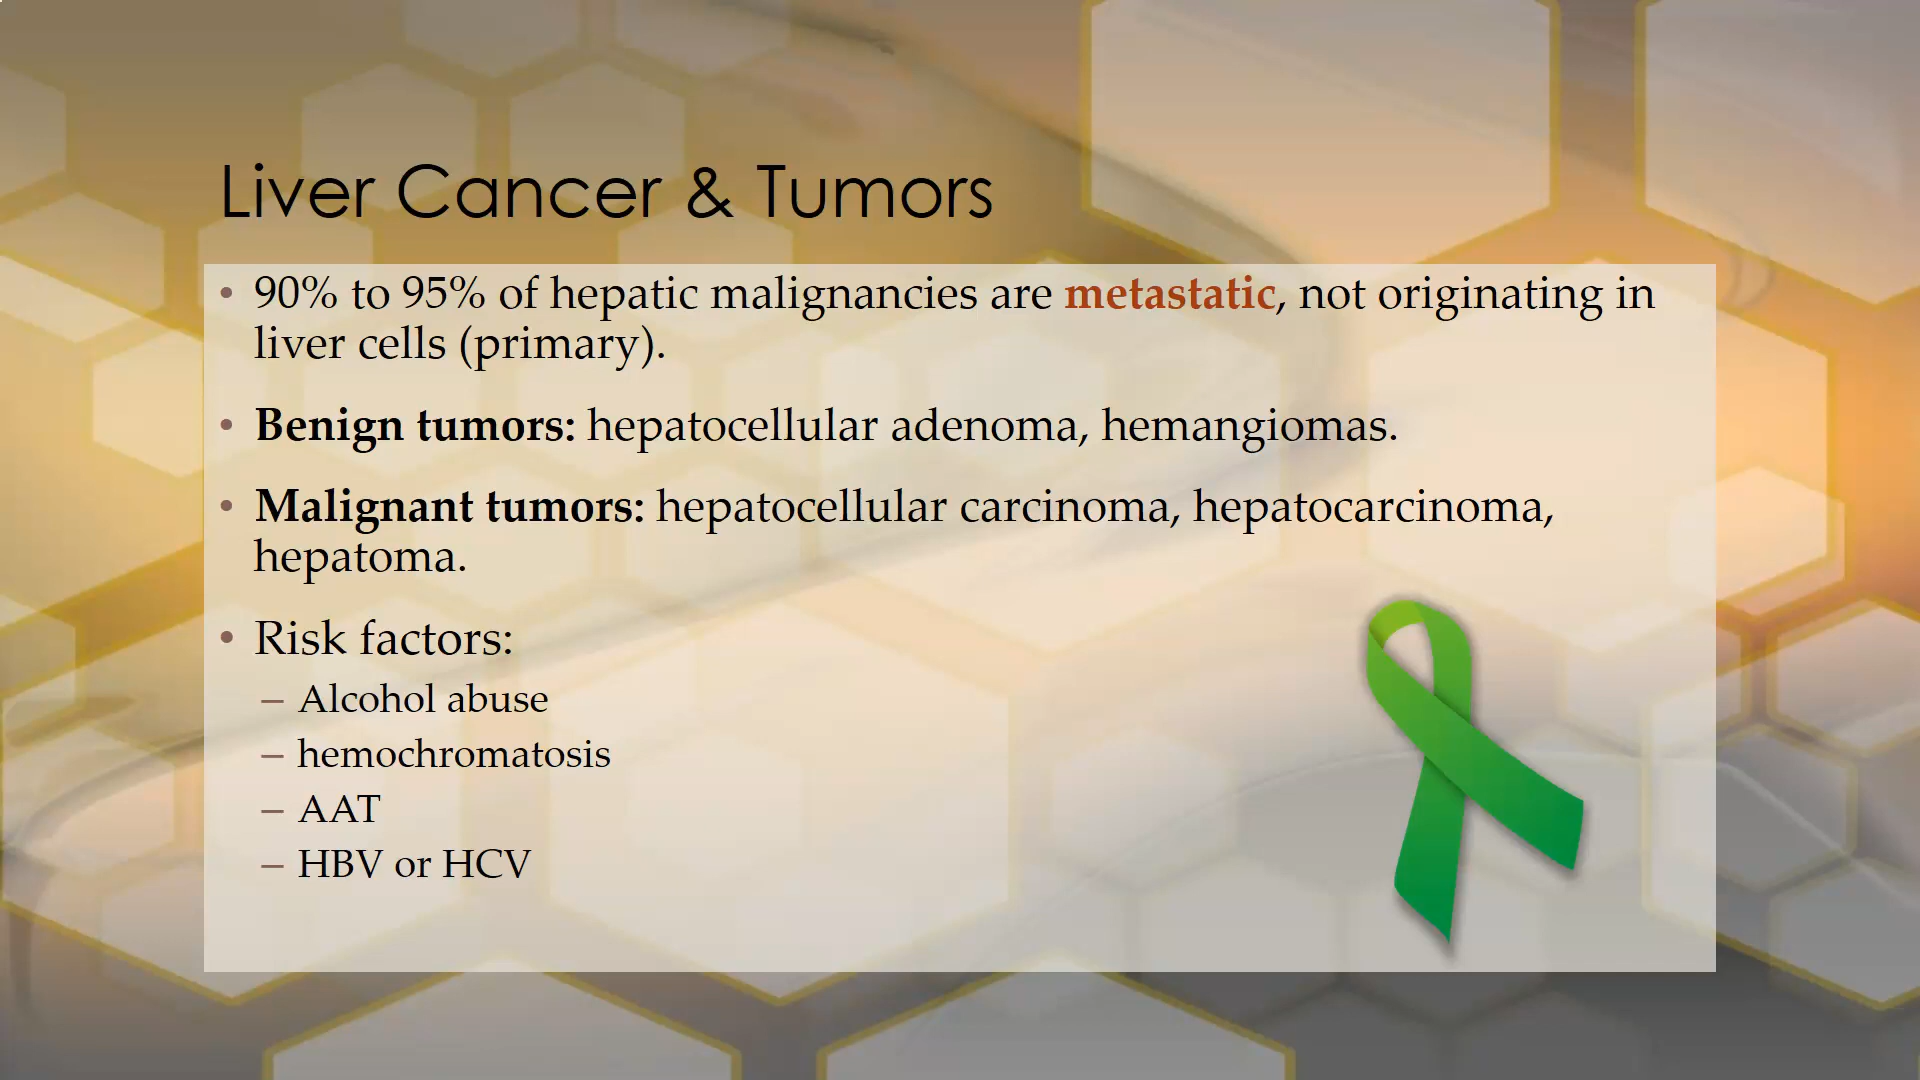 Liver Cancer & Tumors
• 90% to 95% of hepatic malignancies are metastatic, not originating in
liver cells (primary).
• Benign tumors: hepatocellular adenoma, hemangiomas.
• Malignant tumors: hepatocellular carcinoma, hepatocarcinoma,
hepatoma.
• Risk factors:
– Alcohol abuse
– hemochromatosis
– AAT
– HBV or HCV